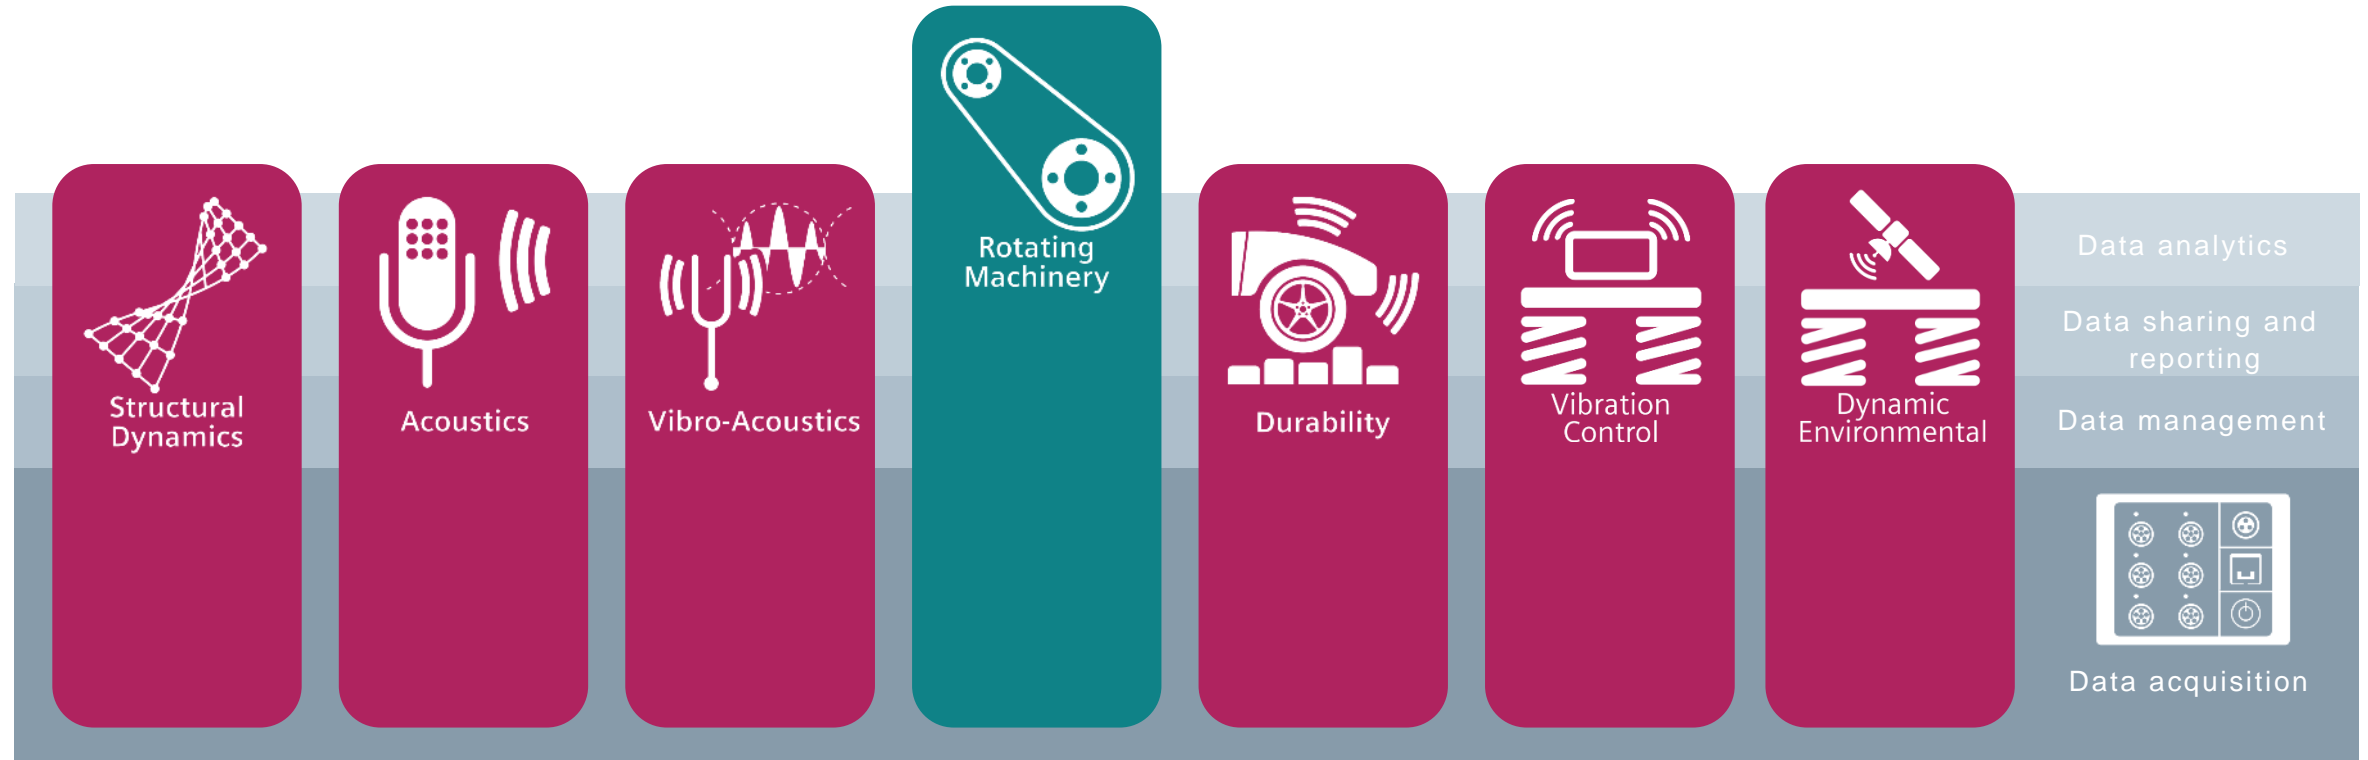 Structural
Dynamics
Acoustics
Vibro-Acoustics
Rotating
Machinery
Durability
Vibration
Control
Dynamic
Environmental
Data analytics
Data sharing and
reporting
Data management
Data acquisition